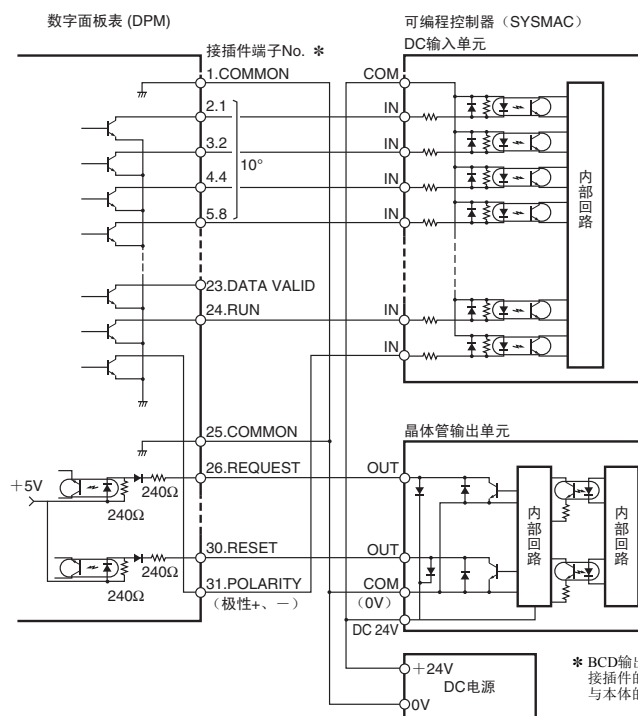 数字面板表 (DPM)
接插件端子No. ✽
1.COMMON
2.1
3.2
4.4
5.8
10°
23.DATA VALID
24.RUN
25.COMMON
26.REQUEST
30.RESET
31.POLARITY
(极性+、－)
＋5V
240Ω
240Ω
240Ω
240Ω
可编程控制器（SYSMAC）
DC输入单元
COM
IN
IN
IN
IN
IN
IN
内部回路
晶体管输出单元
OUT
OUT
COM
(0V)
DC 24V
内部回路
内部回路
＋24V
DC电源
0V
✽ BCD输出
接插件的
与本体的